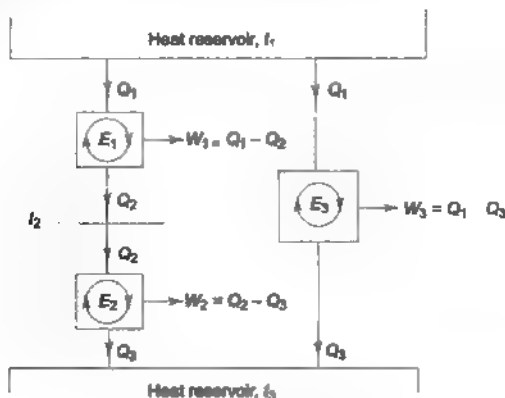 Heat reservoir, t₁
Q₁
Q₁
E₁
W₁ = Q₁ – Q₂
Q₂
E₃
W₃ = Q₁ Q₃
t₂
Q₂
E₂
W₂ = Q₂ – Q₃
Q₃
Q₃
Heat reservoir, t₃